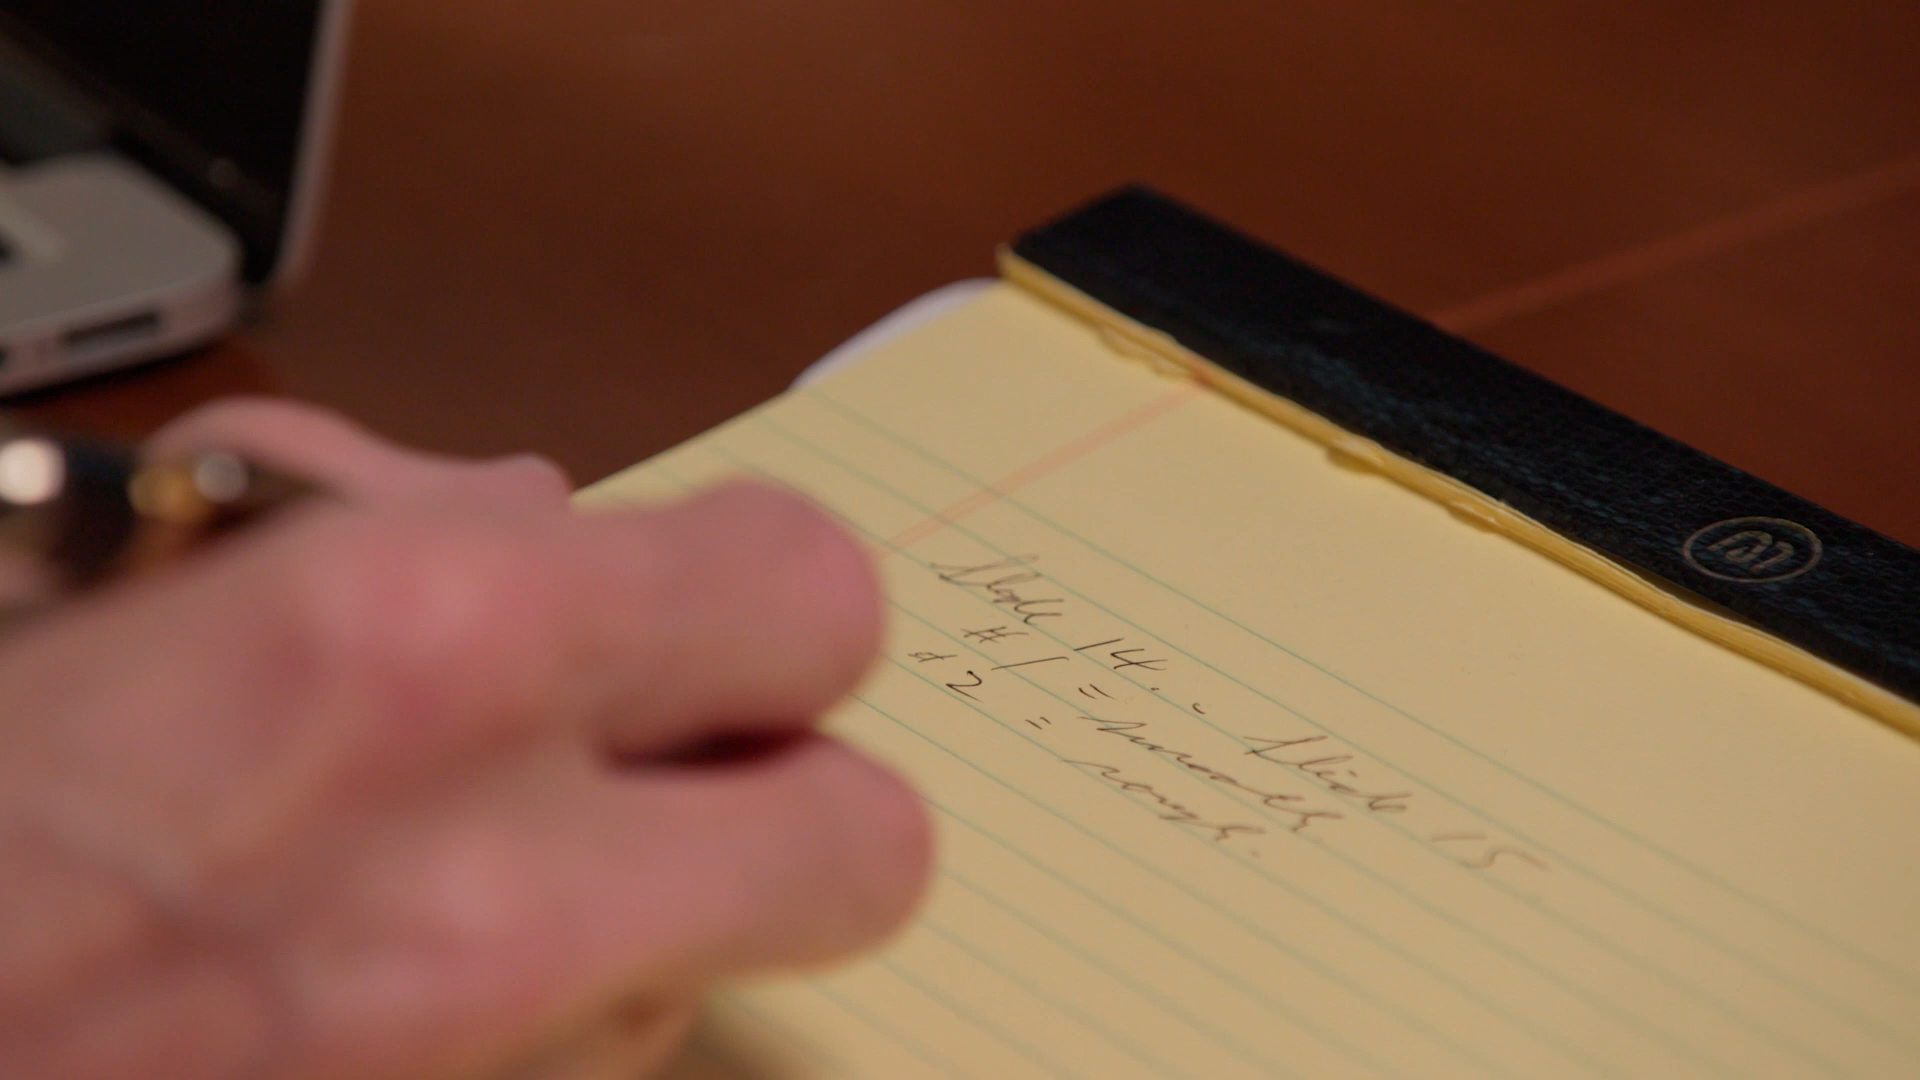 Slide 14. Slide 15
# 1 = smooth
# 2 = rough.